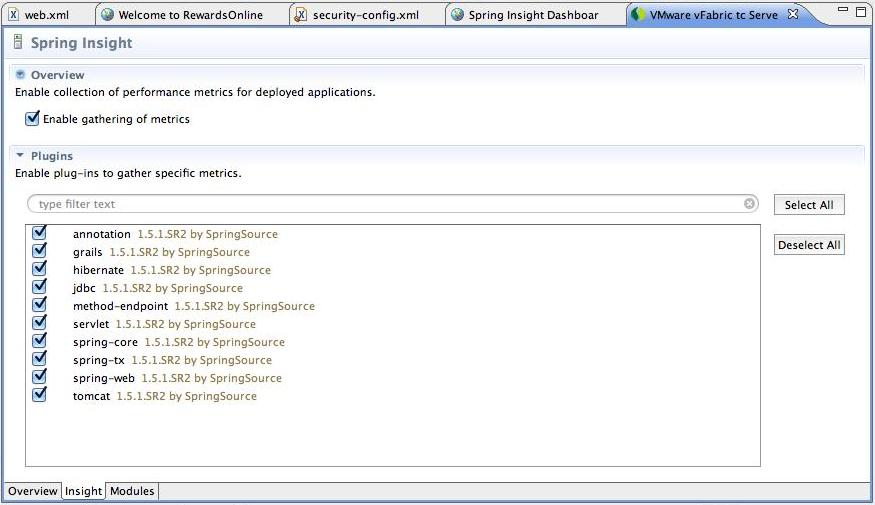 web.xml
Welcome to RewardsOnline
security-config.xml
Spring Insight Dashboar
VMware vFabric tc Serve
Spring Insight
Overview
Enable collection of performance metrics for deployed applications.
Enable gathering of metrics
Plugins
Enable plug-ins to gather specific metrics.
type filter text
Select All
Deselect All
annotation 1.5.1.SR2 by SpringSource
grails 1.5.1.SR2 by SpringSource
hibernate 1.5.1.SR2 by SpringSource
jdbc 1.5.1.SR2 by SpringSource
method-endpoint 1.5.1.SR2 by SpringSource
servlet 1.5.1.SR2 by SpringSource
spring-core 1.5.1.SR2 by SpringSource
spring-tx 1.5.1.SR2 by SpringSource
spring-web 1.5.1.SR2 by SpringSource
tomcat 1.5.1.SR2 by SpringSource
Overview Insight Modules